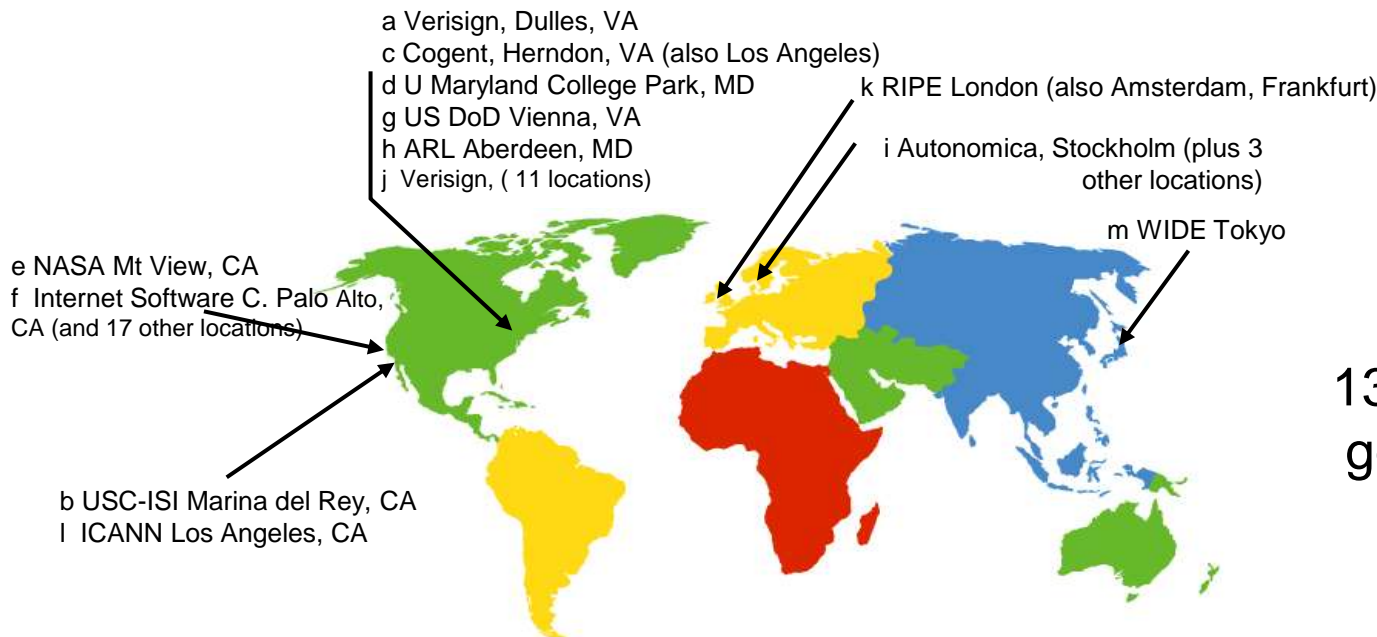 a Verisign, Dulles, VA
c Cogent, Herndon, VA (also Los Angeles)
d U Maryland College Park, MD
g US DoD Vienna, VA
h ARL Aberdeen, MD
j Verisign, ( 11 locations)
k RIPE London (also Amsterdam, Frankfurt)
i Autonomica, Stockholm (plus 3
other locations)
m WIDE Tokyo
e NASA Mt View, CA
f Internet Software C. Palo Alto,
CA (and 17 other locations)
b USC-ISI Marina del Rey, CA
l ICANN Los Angeles, CA
13